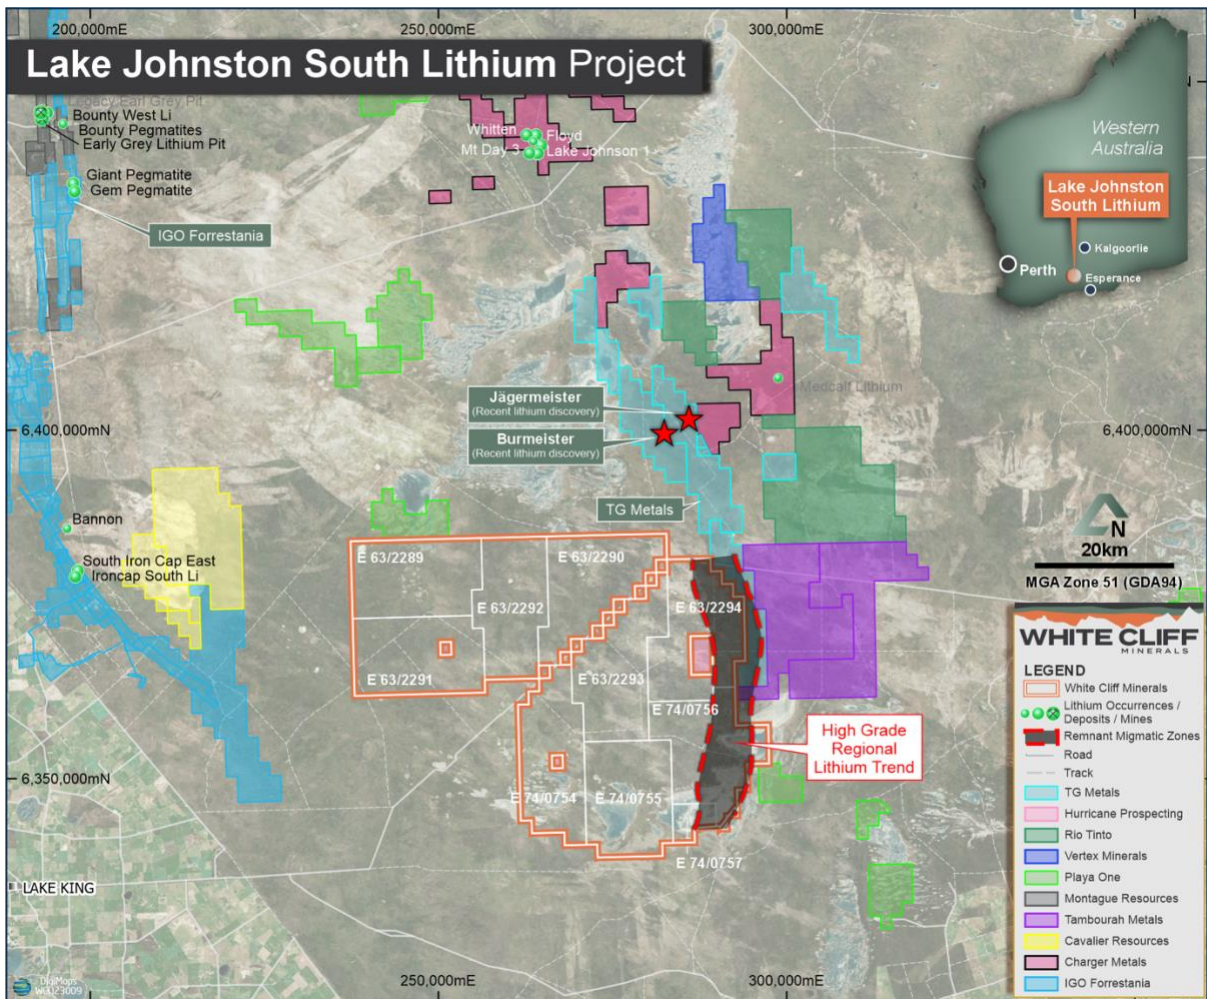 200,000mE
250,000mE
300,000mE
Lake Johnston South Lithium Project
Legacy Earl Grey Pit
Bounty West Li
Bounty Pegmatites
Early Grey Lithium Pit
Giant Pegmatite
Gem Pegmatite
IGO Forrestania
Whitten
Floyd
Mt Day 3
Lake Johnson 1
Western
Australia
Lake Johnston
South Lithium
Kalgoorlie
Perth
Esperance
Medcalf Lithium
Jägermeister
(Recent lithium discovery)
Burmeister
(Recent lithium discovery)
6,400,000mN
6,400,000mN
TG Metals
N
20km
MGA Zone 51 (GDA94)
Bannon
South Iron Cap East
Ironcap South Li
E 63/2289
E 63/2290
E 63/2292
E 63/2294
E 63/2291
E 63/2293
E 74/0756
High Grade
Regional
Lithium Trend
6,350,000mN
E 74/0754
E 74/0755
E 74/0757
LAKE KING
WHITE CLIFF
MINERALS
LEGEND
White Cliff Minerals
Lithium Occurrences /
Deposits / Mines
Remnant Migmatic Zones
Road
Track
TG Metals
Hurricane Prospecting
Rio Tinto
Vertex Minerals
Playa One
Montague Resources
Tambourah Metals
Cavalier Resources
Charger Metals
IGO Forrestania
DigiMaps
250,000mE
300,000mE